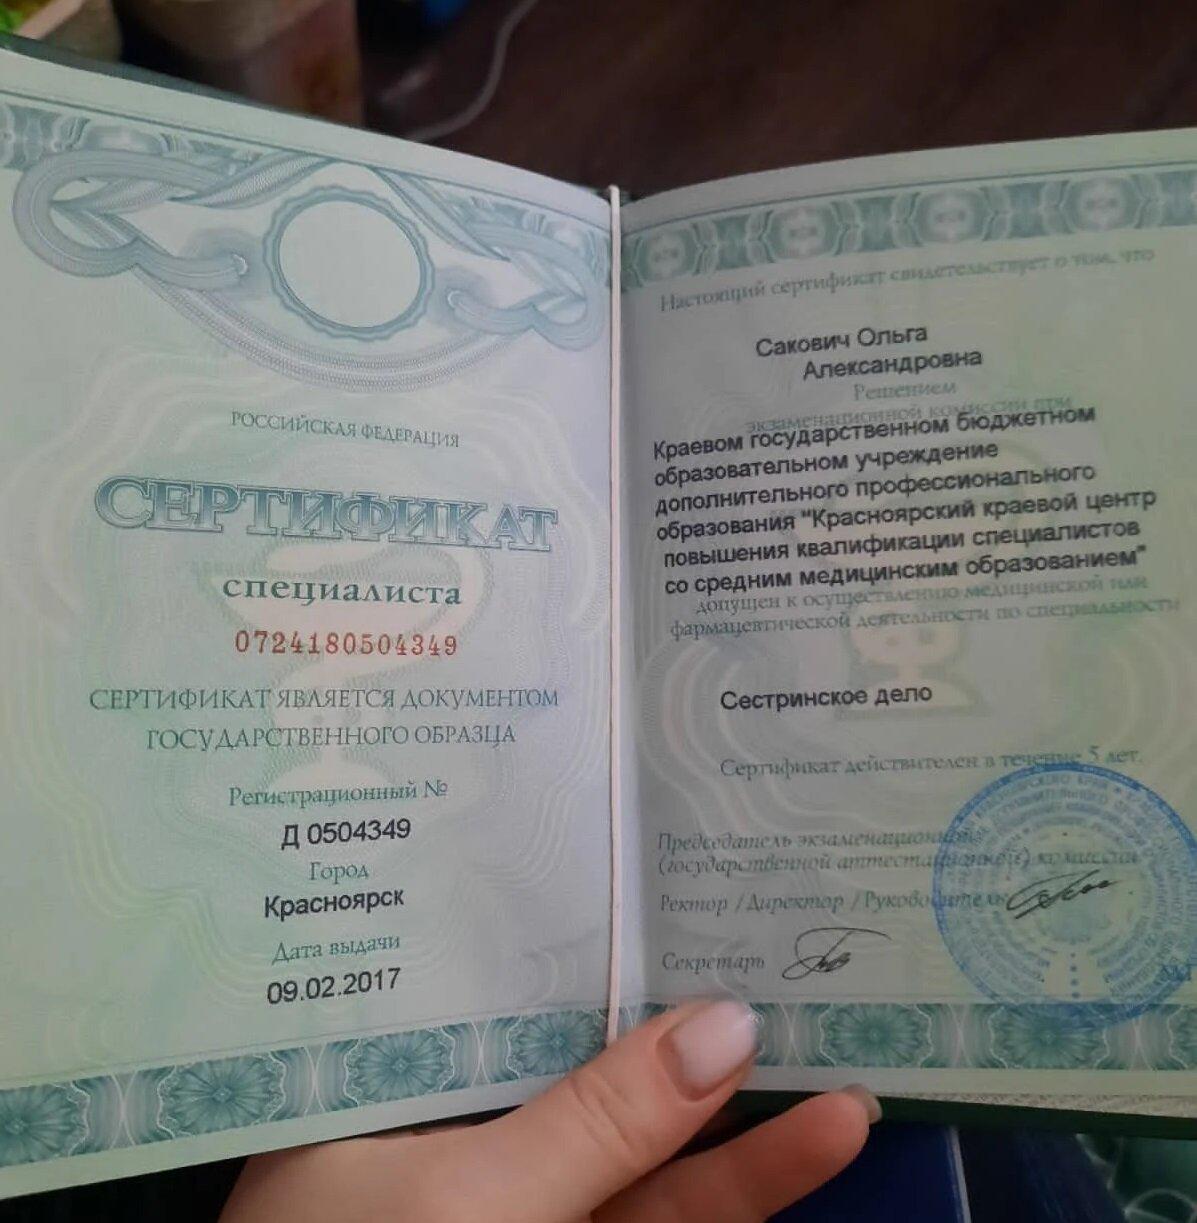 РОССИЙСКАЯ ФЕДЕРАЦИЯ
СЕРТИФИКАТ
специалиста
0724180504349
СЕРТИФИКАТ ЯВЛЯЕТСЯ ДОКУМЕНТОМ
ГОСУДАРСТВЕННОГО ОБРАЗЦА
Регистрационный №
Д 0504349
Город
Красноярск
Дата выдачи
09.02.2017
Настоящий сертификат свидетельствует о том, что
Сакович Ольга
Александровна
Решением
экзаменационной комиссии при
Краевом государственном бюджетном
образовательном учреждение
дополнительного профессионального
образования "Красноярский краевой центр
повышения квалификации специалистов
со средним медицинским образованием"
допущен к осуществлению медицинской или
фармацевтической деятельности по специальности
Сестринское дело
Сертификат действителен в течение 5 лет.
Председатель экзаменационной
(государственной аттестационной) комиссии
Ректор / Директор / Руководитель
Секретарь